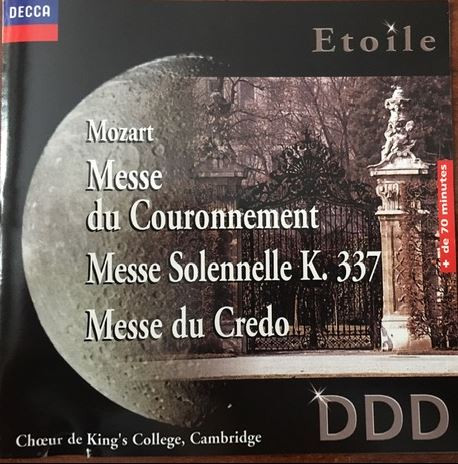 DECCA
Etoile
Mozart
Messe
du Couronnement
Messe Solennelle K. 337
Messe du Credo
+ de 70 minutes
DDD
Chœur de King's College, Cambridge